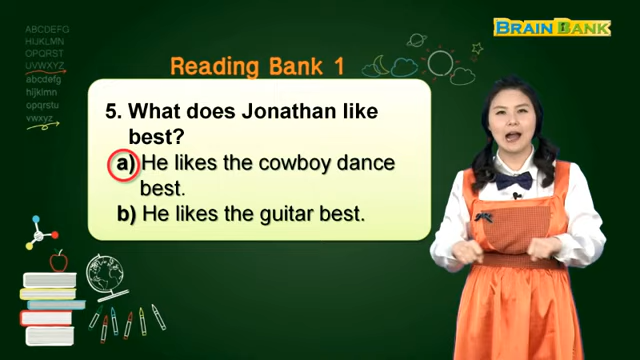 ABCDEFG
HIJKLMN
OPQRSTU
UVWXYZ
abcdefg
hijklmn
opqrstu
vwxyz
BRAIN BANK
Reading Bank 1
5. What does Jonathan like
best?
a) He likes the cowboy dance
best.
b) He likes the guitar best.